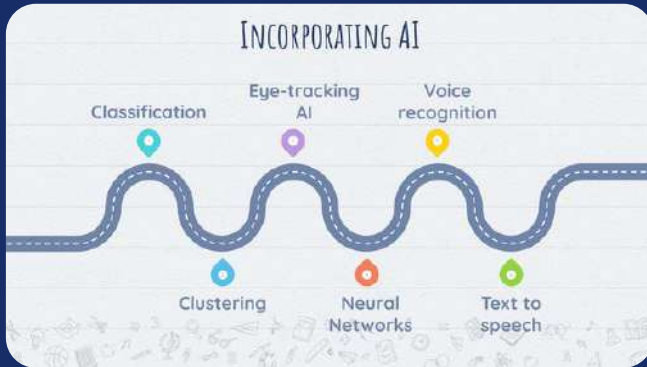 INCORPORATING AI
Classification
Eye-tracking
AI
Voice
recognition
Clustering
Neural
Networks
Text to
speech